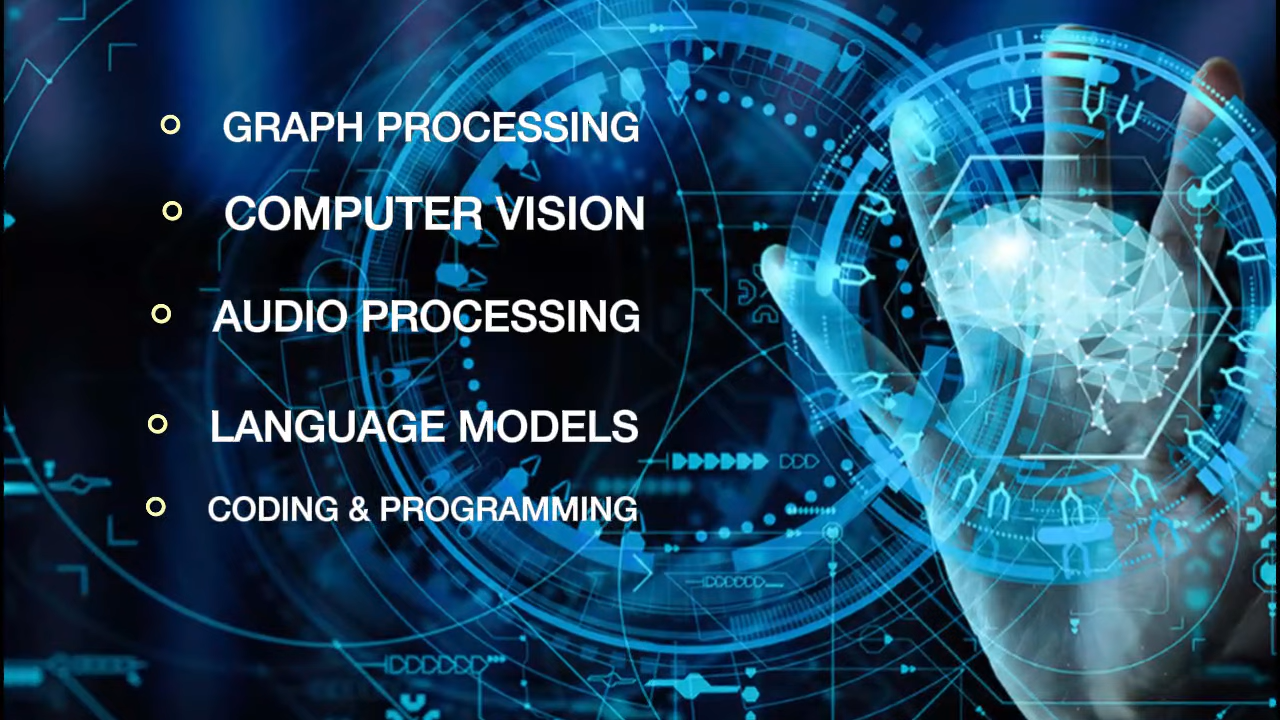 GRAPH PROCESSING
COMPUTER VISION
AUDIO PROCESSING
LANGUAGE MODELS
CODING & PROGRAMMING